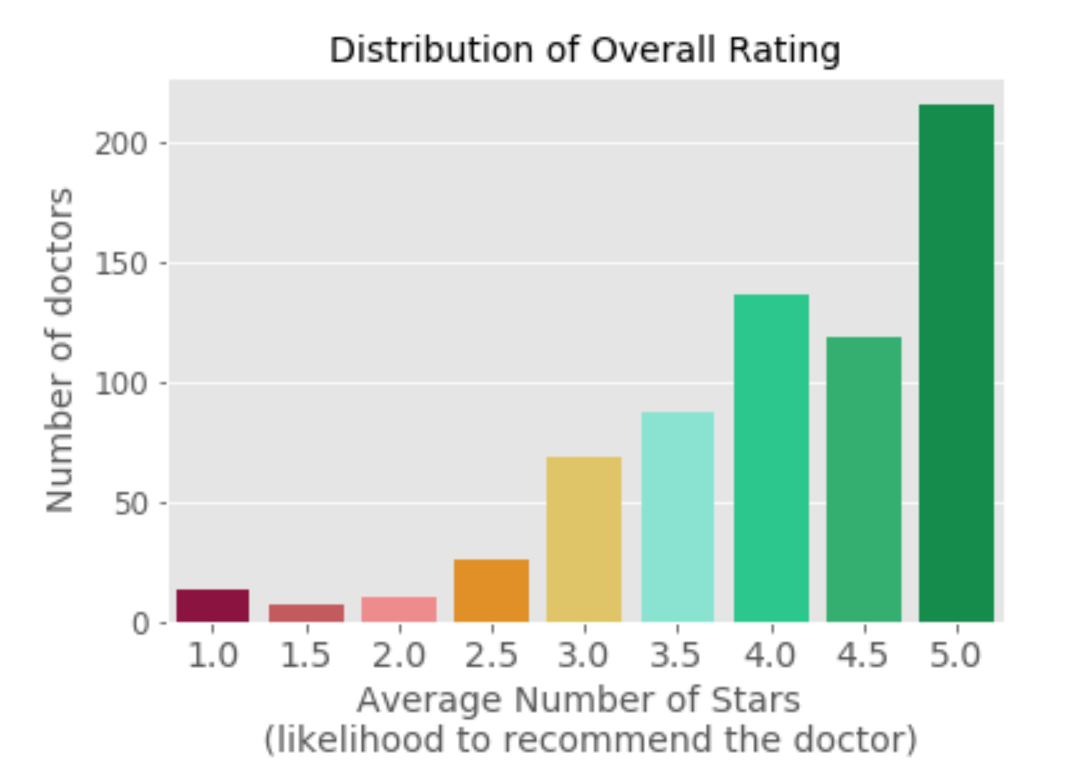 Distribution of Overall Rating
200
150
100
50
0
Number of doctors
1.0 1.5 2.0 2.5 3.0 3.5 4.0 4.5 5.0
Average Number of Stars
(likelihood to recommend the doctor)